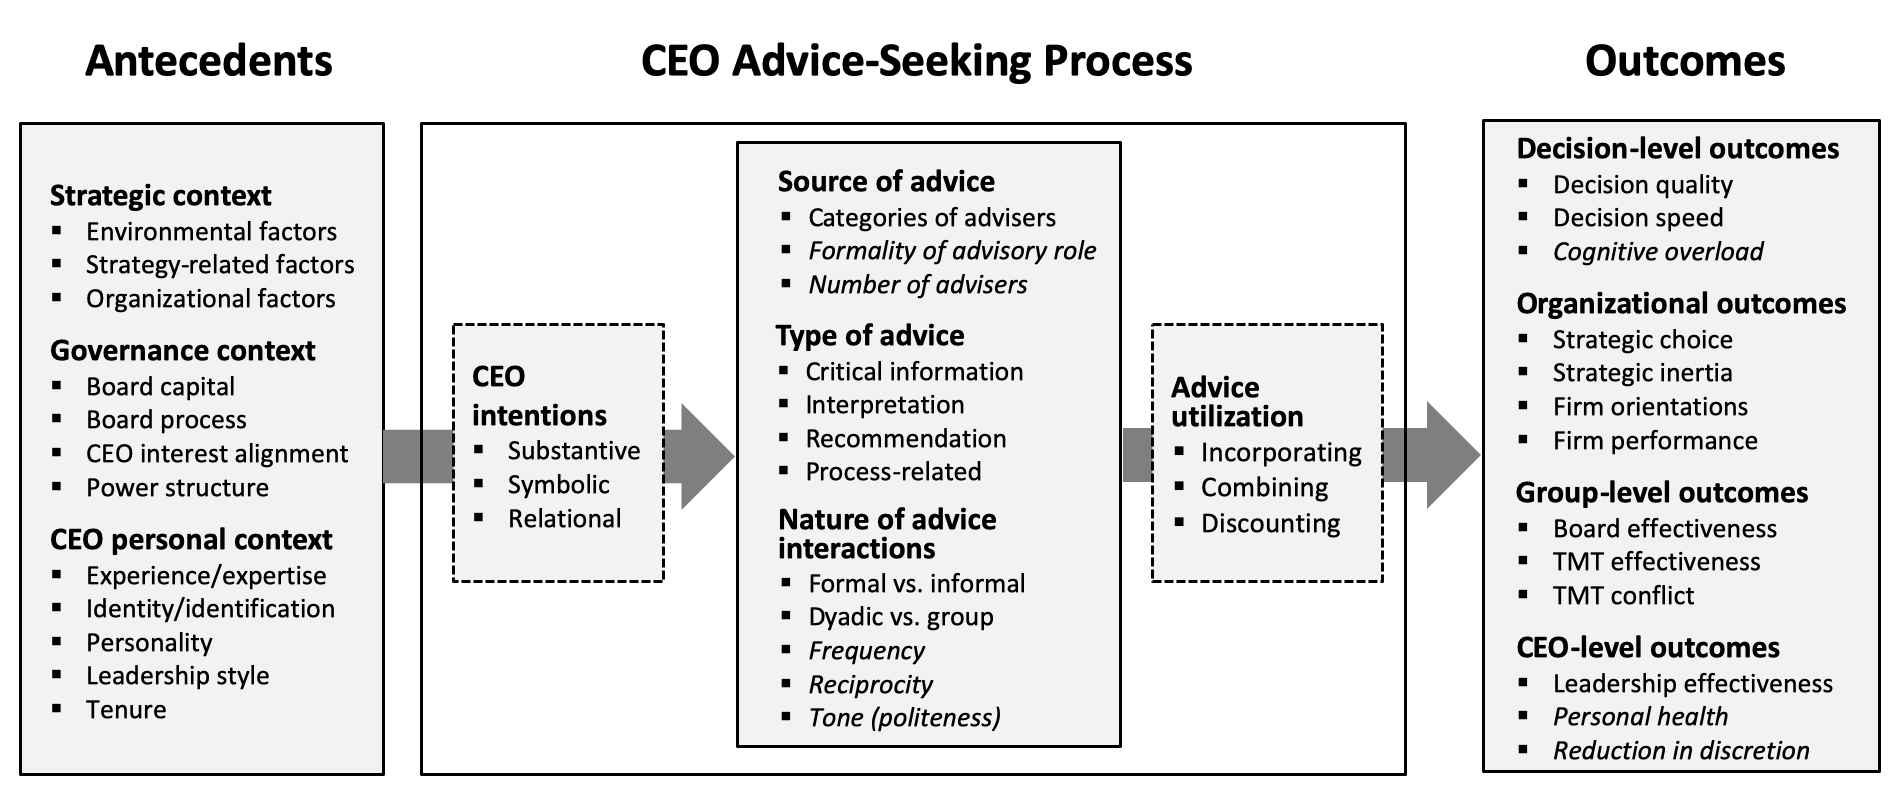 Antecedents
CEO Advice-Seeking Process
Outcomes
Strategic context
▪ Environmental factors
▪ Strategy-related factors
▪ Organizational factors
Governance context
▪ Board capital
▪ Board process
▪ CEO interest alignment
▪ Power structure
CEO personal context
▪ Experience/expertise
▪ Identity/identification
▪ Personality
▪ Leadership style
▪ Tenure
CEO
intentions
▪ Substantive
▪ Symbolic
▪ Relational
Source of advice
▪ Categories of advisers
▪ Formality of advisory role
▪ Number of advisers
Type of advice
▪ Critical information
▪ Interpretation
▪ Recommendation
▪ Process-related
Nature of advice
interactions
▪ Formal vs. informal
▪ Dyadic vs. group
▪ Frequency
▪ Reciprocity
▪ Tone (politeness)
Advice
utilization
▪ Incorporating
▪ Combining
▪ Discounting
Decision-level outcomes
▪ Decision quality
▪ Decision speed
▪ Cognitive overload
Organizational outcomes
▪ Strategic choice
▪ Strategic inertia
▪ Firm orientations
▪ Firm performance
Group-level outcomes
▪ Board effectiveness
▪ TMT effectiveness
▪ TMT conflict
CEO-level outcomes
▪ Leadership effectiveness
▪ Personal health
▪ Reduction in discretion